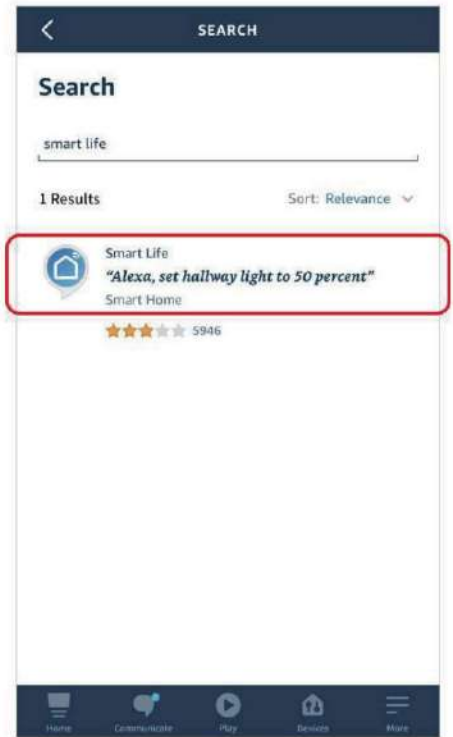 SEARCH
Search
smart life
1 Results
Sort: Relevance
Smart Life
“Alexa, set hallway light to 50 percent”
Smart Home
5946
Home
Communicate
Play
Devices
More